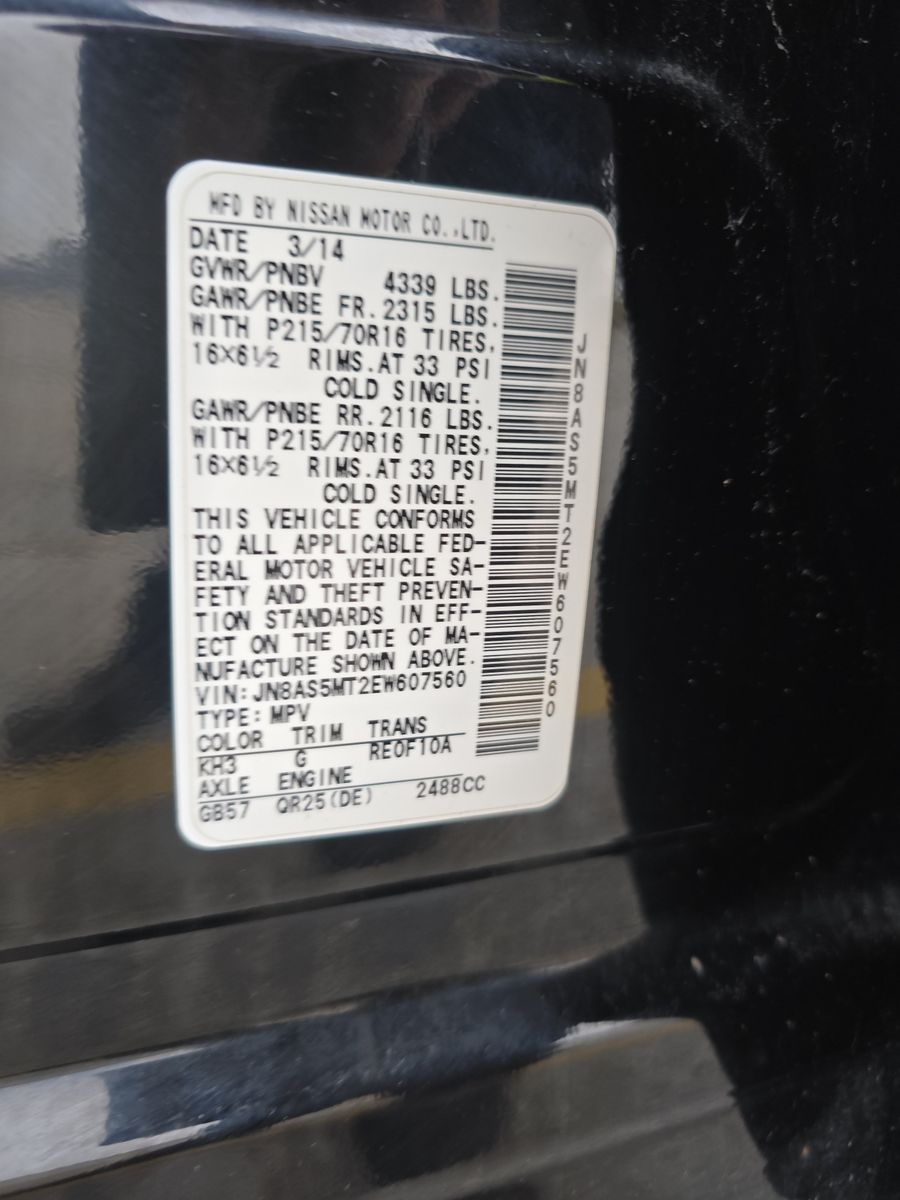 MFD BY NISSAN MOTOR CO.,LTD.
DATE 3/14
GVWR/PNBV 4339 LBS.
GAWR/PNBE FR. 2315 LBS.
WITH P215/70R16 TIRES,
16×6½ RIMS. AT 33 PSI
COLD SINGLE.
GAWR/PNBE RR. 2116 LBS.
WITH P215/70R16 TIRES,
16×6½ RIMS. AT 33 PSI
COLD SINGLE.
THIS VEHICLE CONFORMS
TO ALL APPLICABLE FED-
ERAL MOTOR VEHICLE SA-
FETY AND THEFT PREVEN-
TION STANDARDS IN EFF-
ECT ON THE DATE OF MA-
NUFACTURE SHOWN ABOVE.
VIN: JN8AS5MT2EW607560
TYPE: MPV
COLOR TRIM TRANS
KH3 G RE0F10A
AXLE ENGINE
GB57 QR25(DE) 2488CC
JN8AS5MT2EW607560